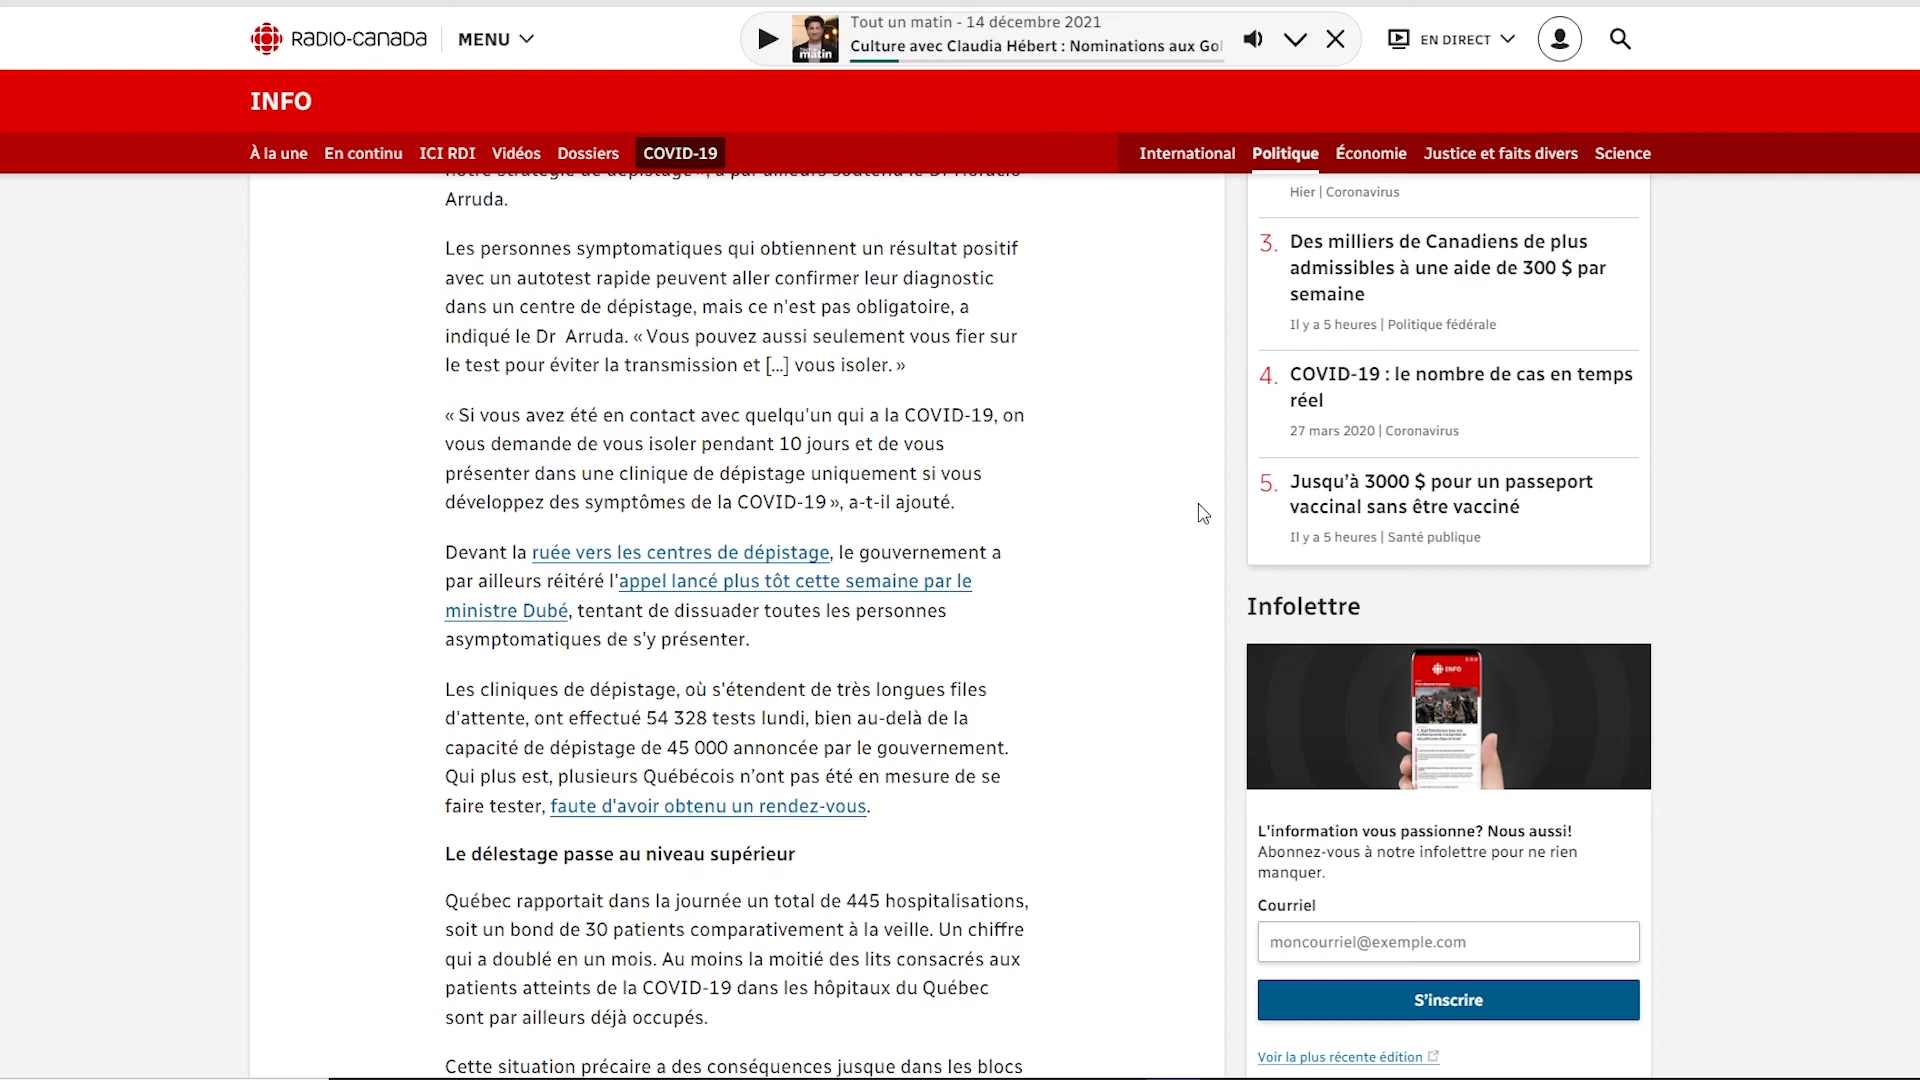 RADIO-CANADA
MENU
Tout un matin - 14 décembre 2021
Culture avec Claudia Hébert : Nominations aux Gol
matin
EN DIRECT
INFO
À la une En continu ICI RDI Vidéos Dossiers COVID-19 International Politique Économie Justice et faits divers Science
notre stratégie de dépistage », a par ailleurs soutenu le Dr Horacio
Arruda.
Les personnes symptomatiques qui obtiennent un résultat positif
avec un autotest rapide peuvent aller confirmer leur diagnostic
dans un centre de dépistage, mais ce n'est pas obligatoire, a
indiqué le Dr Arruda. « Vous pouvez aussi seulement vous fier sur
le test pour éviter la transmission et [...] vous isoler. »
« Si vous avez été en contact avec quelqu'un qui a la COVID-19, on
vous demande de vous isoler pendant 10 jours et de vous
présenter dans une clinique de dépistage uniquement si vous
développez des symptômes de la COVID-19 », a-t-il ajouté.
Devant la ruée vers les centres de dépistage, le gouvernement a
par ailleurs réitéré l'appel lancé plus tôt cette semaine par le
ministre Dubé, tentant de dissuader toutes les personnes
asymptomatiques de s'y présenter.
Les cliniques de dépistage, où s'étendent de très longues files
d'attente, ont effectué 54 328 tests lundi, bien au-delà de la
capacité de dépistage de 45 000 annoncée par le gouvernement.
Qui plus est, plusieurs Québécois n’ont pas été en mesure de se
faire tester, faute d'avoir obtenu un rendez-vous.
Le délestage passe au niveau supérieur
Québec rapportait dans la journée un total de 445 hospitalisations,
soit un bond de 30 patients comparativement à la veille. Un chiffre
qui a doublé en un mois. Au moins la moitié des lits consacrés aux
patients atteints de la COVID-19 dans les hôpitaux du Québec
sont par ailleurs déjà occupés.
Cette situation précaire a des conséquences jusque dans les blocs
Hier | Coronavirus
3. Des milliers de Canadiens de plus
admissibles à une aide de 300 $ par
semaine
Il y a 5 heures | Politique fédérale
4. COVID-19 : le nombre de cas en temps
réel
27 mars 2020 | Coronavirus
5. Jusqu’à 3000 $ pour un passeport
vaccinal sans être vacciné
Il y a 5 heures | Santé publique
Infolettre
INFO
L'information vous passionne? Nous aussi!
Abonnez-vous à notre infolettre pour ne rien
manquer.
Courriel
moncourriel@exemple.com
S’inscrire
Voir la plus récente édition